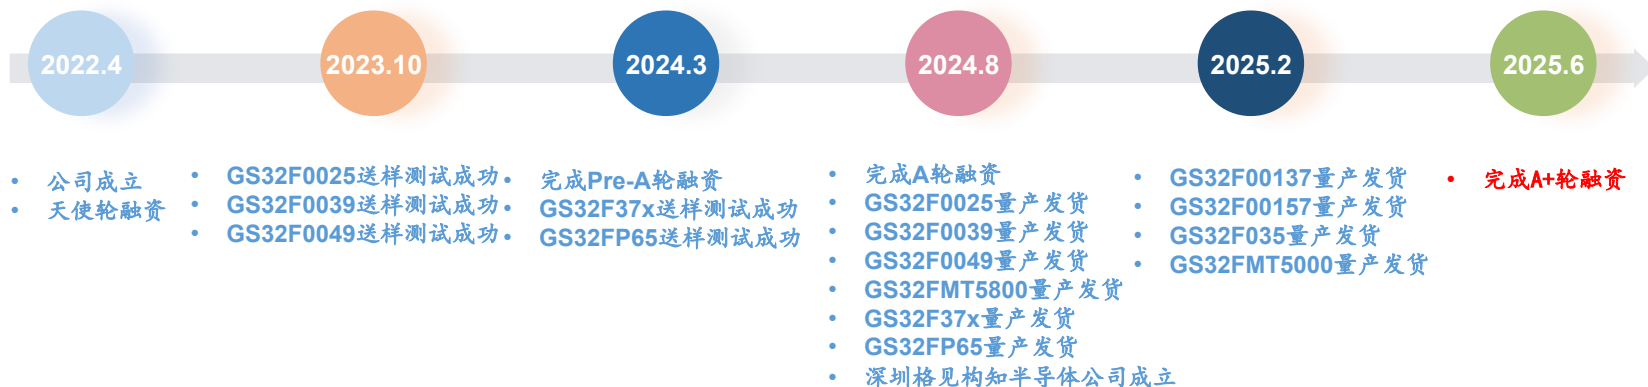 2022.4
2023.10
2024.3
2024.8
2025.2
2025.6
• 公司成立
• 天使轮融资
• GS32F0025送样测试成功
• GS32F0039送样测试成功
• GS32F0049送样测试成功
• 完成Pre-A轮融资
• GS32F37x送样测试成功
• GS32FP65送样测试成功
• 完成A轮融资
• GS32F0025量产发货
• GS32F0039量产发货
• GS32F0049量产发货
• GS32FMT5800量产发货
• GS32F37x量产发货
• GS32FP65量产发货
• 深圳格见构知半导体公司成立
• GS32F00137量产发货
• GS32F00157量产发货
• GS32F035量产发货
• GS32FMT5000量产发货
• 完成A+轮融资